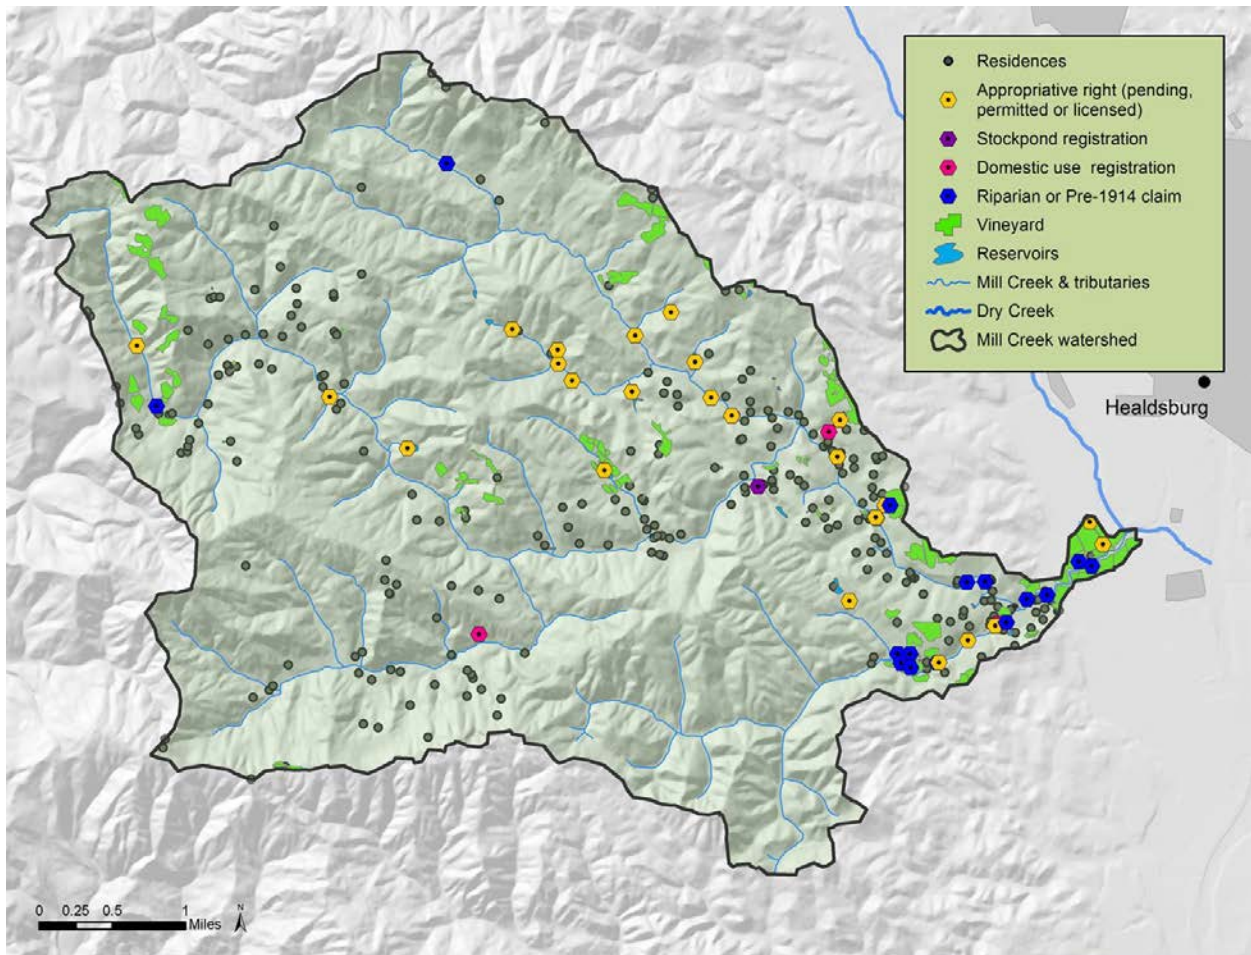 Residences
Appropriative right (pending,
permitted or licensed)
Stockpond registration
Domestic use registration
Riparian or Pre-1914 claim
Vineyard
Reservoirs
Mill Creek & tributaries
Dry Creek
Mill Creek watershed
Healdsburg
0 0.25 0.5 1
Miles
N